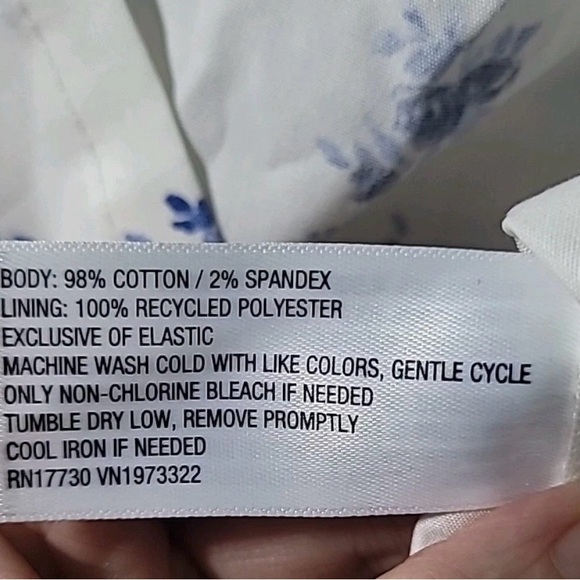 BODY: 98% COTTON / 2% SPANDEX
LINING: 100% RECYCLED POLYESTER
EXCLUSIVE OF ELASTIC
MACHINE WASH COLD WITH LIKE COLORS, GENTLE CYCLE
ONLY NON-CHLORINE BLEACH IF NEEDED
TUMBLE DRY LOW, REMOVE PROMPTLY
COOL IRON IF NEEDED
RN17730 VN1973322